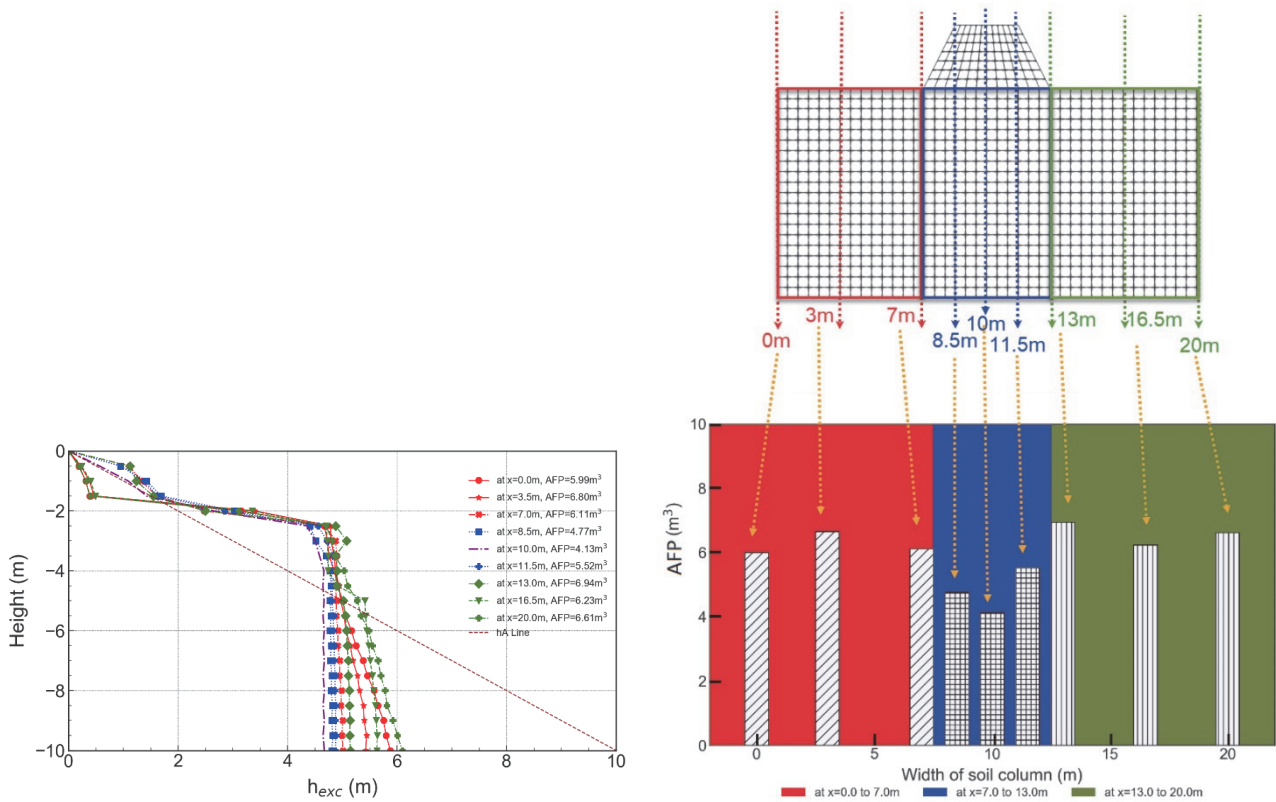 3m
7m
10m
13m
16.5m
0m
8.5m
11.5m
20m
Height (m)
−0
−2
−4
−6
−8
−10
0
2
4
6
8
10
h_exc (m)
at x=0.0m, AFP=5.99m³
at x=3.5m, AFP=6.80m³
at x=7.0m, AFP=6.11m³
at x=8.5m, AFP=4.77m³
at x=10.0m, AFP=4.13m³
at x=11.5m, AFP=5.52m³
at x=13.0m, AFP=6.94m³
at x=16.5m, AFP=6.23m³
at x=20.0m, AFP=6.61m³
hA Line
AFP (m³)
10
8
6
4
2
0
0
5
10
15
20
Width of soil column (m)
at x=0.0 to 7.0m
at x=7.0 to 13.0m
at x=13.0 to 20.0m